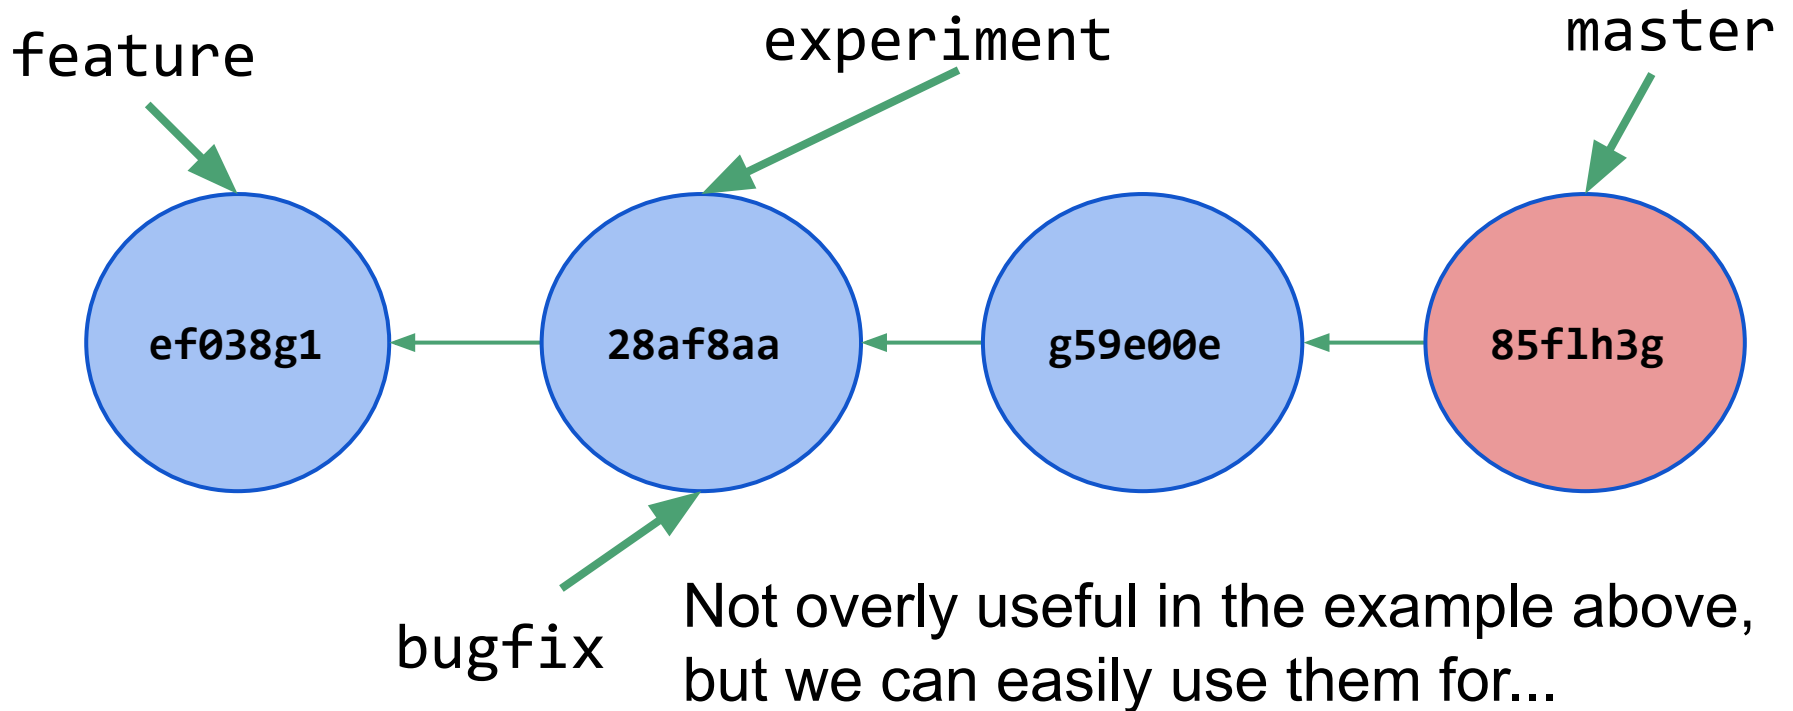 feature
experiment
master
ef038g1
28af8aa
g59e00e
85flh3g
bugfix
Not overly useful in the example above,
but we can easily use them for...